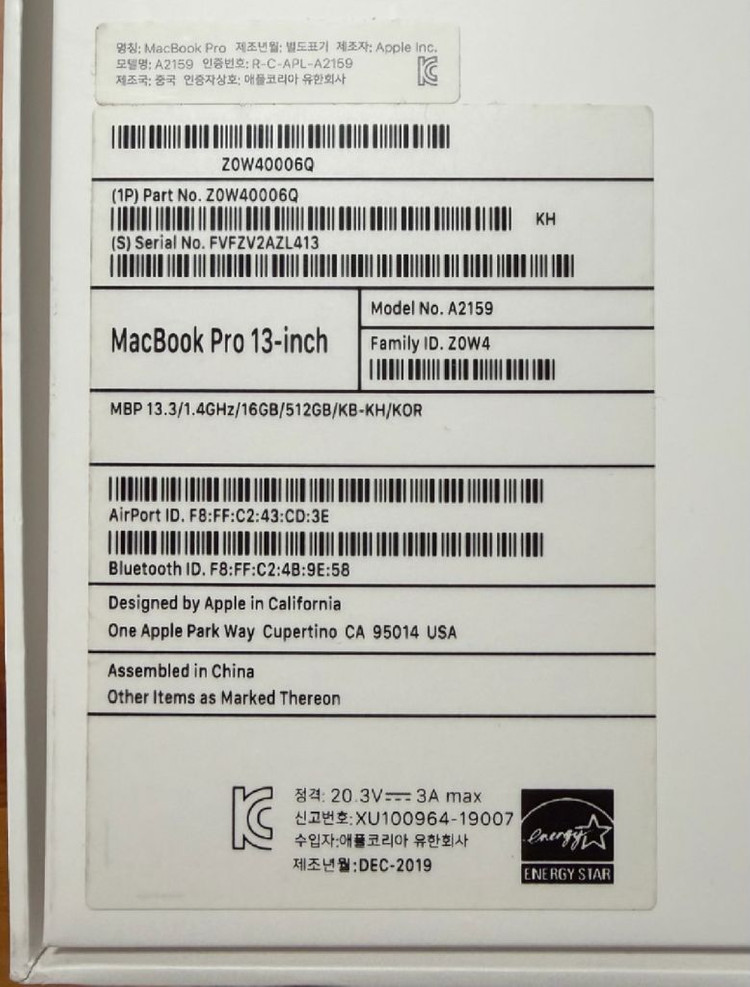 명칭: MacBook Pro 제조년월: 별도표기 제조자: Apple Inc.
모델명: A2159 인증번호: R-C-APL-A2159
제조국: 중국 인증자상호: 애플코리아 유한회사
Z0W40006Q
(1P) Part No. Z0W40006Q
KH
(S) Serial No. FVFZV2AZL413
MacBook Pro 13-inch
Model No. A2159
Family ID. Z0W4
MBP 13.3/1.4GHz/16GB/512GB/KB-KH/KOR
AirPort ID. F8:FF:C2:43:CD:3E
Bluetooth ID. F8:FF:C2:4B:9E:58
Designed by Apple in California
One Apple Park Way Cupertino CA 95014 USA
Assembled in China
Other Items as Marked Thereon
정격: 20.3V⎓3A max
신고번호:XU100964-19007
수입자:애플코리아 유한회사
제조년월:DEC-2019
energy
ENERGY STAR